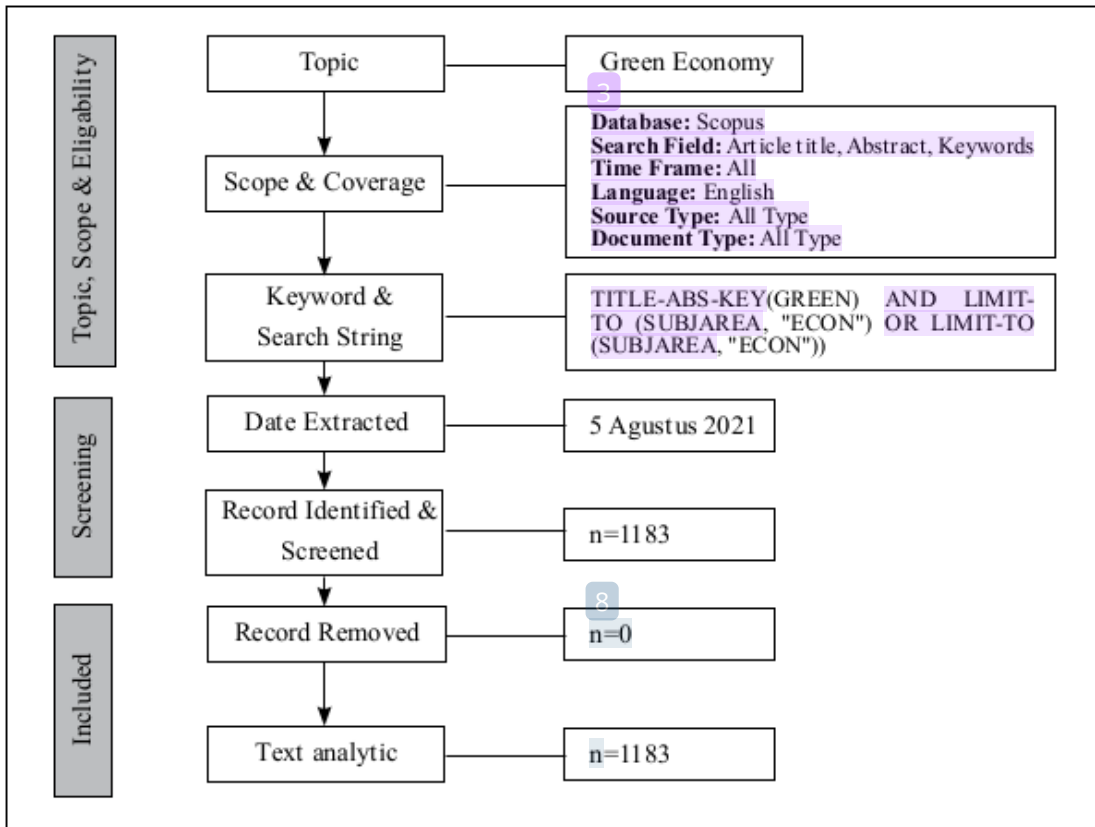 Topic, Scope & Eligability
Topic
Green Economy
3
Scope & Coverage
Database: Scopus
Search Field: Article title, Abstract, Keywords
Time Frame: All
Language: English
Source Type: All Type
Document Type: All Type
Keyword &
Search String
TITLE-ABS-KEY(GREEN) AND LIMIT-
TO (SUBJAREA, "ECON") OR LIMIT-TO
(SUBJAREA, "ECON"))
Screening
Date Extracted
5 Agustus 2021
Record Identified &
Screened
n=1183
Included
Record Removed
8
n=0
Text analytic
n=1183